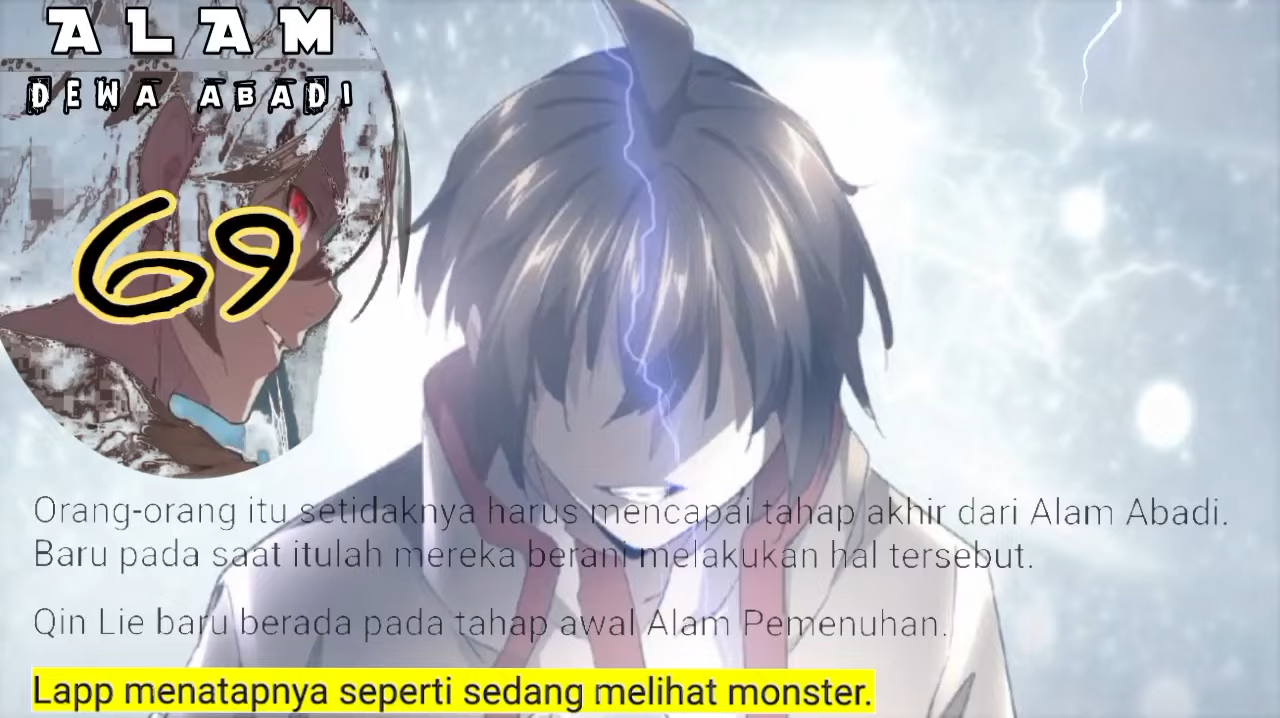 ALAM
DEWA ABADI
69
Orang-orang itu setidaknya harus mencapai tahap akhir dari Alam Abadi.
Baru pada saat itulah mereka berani melakukan hal tersebut.
Qin Lie baru berada pada tahap awal Alam Pemenuhan.
Lapp menatapnya seperti sedang melihat monster.